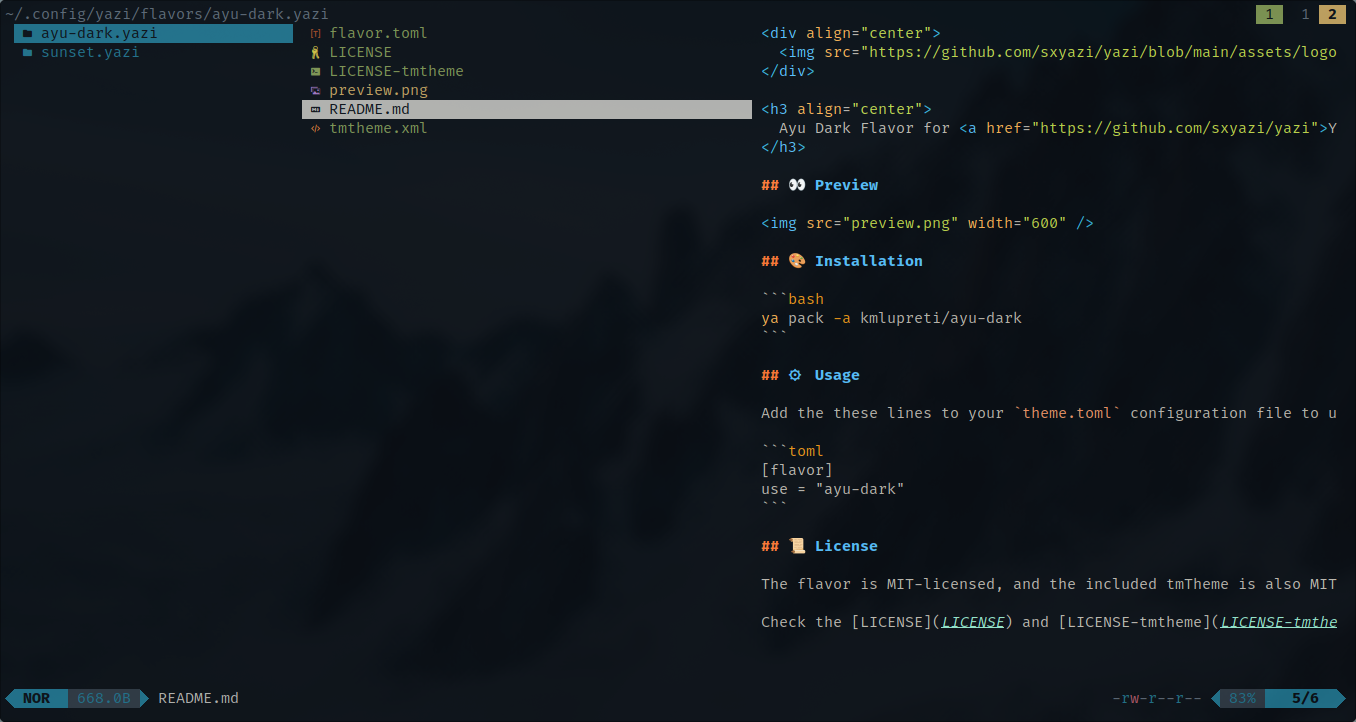 ~/.config/yazi/flavors/ayu-dark.yazi
1 1 2
ayu-dark.yazi
sunset.yazi
flavor.toml
LICENSE
LICENSE-tmtheme
preview.png
README.md
tmtheme.xml
<div align="center">
  <img src="https://github.com/sxyazi/yazi/blob/main/assets/logo
</div>
<h3 align="center">
  Ayu Dark Flavor for <a href="https://github.com/sxyazi/yazi">Y
</h3>
## 👀 Preview
<img src="preview.png" width="600" />
## 🎨 Installation
```bash
ya pack -a kmlupreti/ayu-dark
```
## ⚙ Usage
Add the these lines to your `theme.toml` configuration file to u
```toml
[flavor]
use = "ayu-dark"
```
## 📜 License
The flavor is MIT-licensed, and the included tmTheme is also MIT
Check the [LICENSE](LICENSE) and [LICENSE-tmtheme](LICENSE-tmthe
NOR 668.0B README.md
-rw-r--r-- 83% 5/6